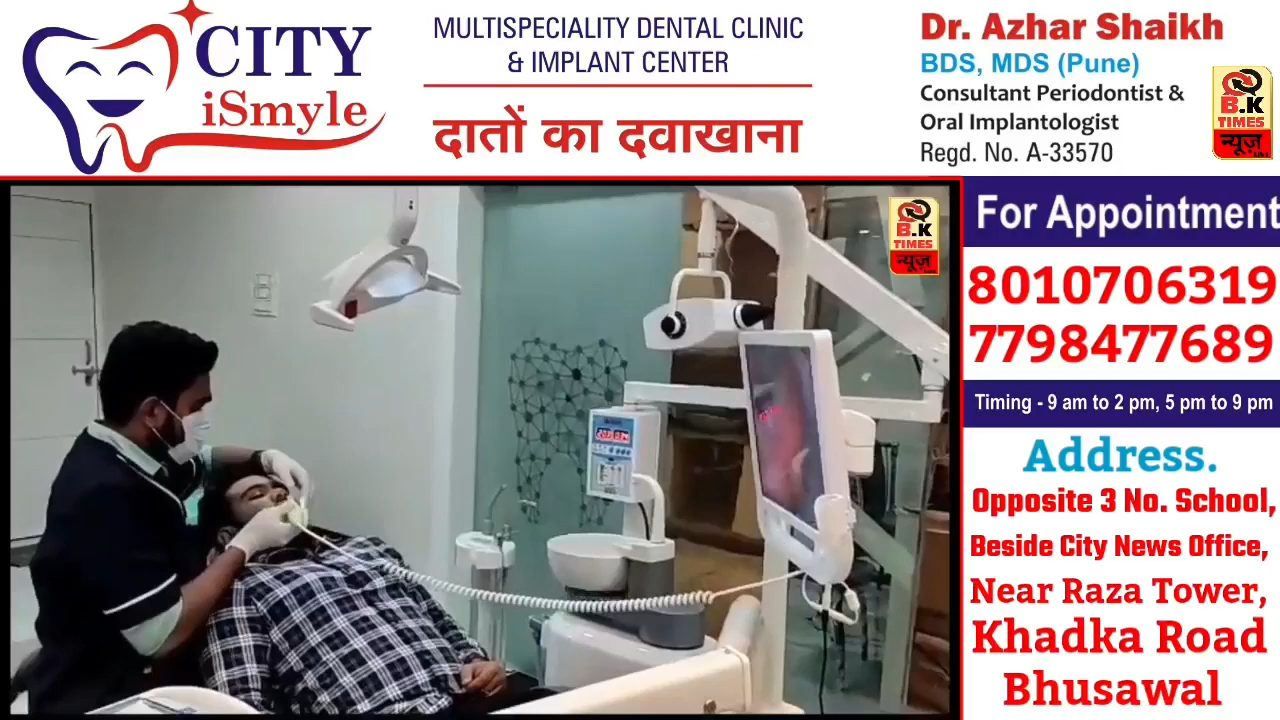 CITY
iSmyle
MULTISPECIALITY DENTAL CLINIC
& IMPLANT CENTER
दातों का दवाखाना
Dr. Azhar Shaikh
BDS, MDS (Pune)
Consultant Periodontist &
Oral Implantologist
Regd. No. A-33570
B.K
TIMES
न्यूज़
B.K
TIMES
न्यूज़
For Appointment
8010706319
7798477689
Timing - 9 am to 2 pm, 5 pm to 9 pm
Address.
Opposite 3 No. School,
Beside City News Office,
Near Raza Tower,
Khadka Road
Bhusawal